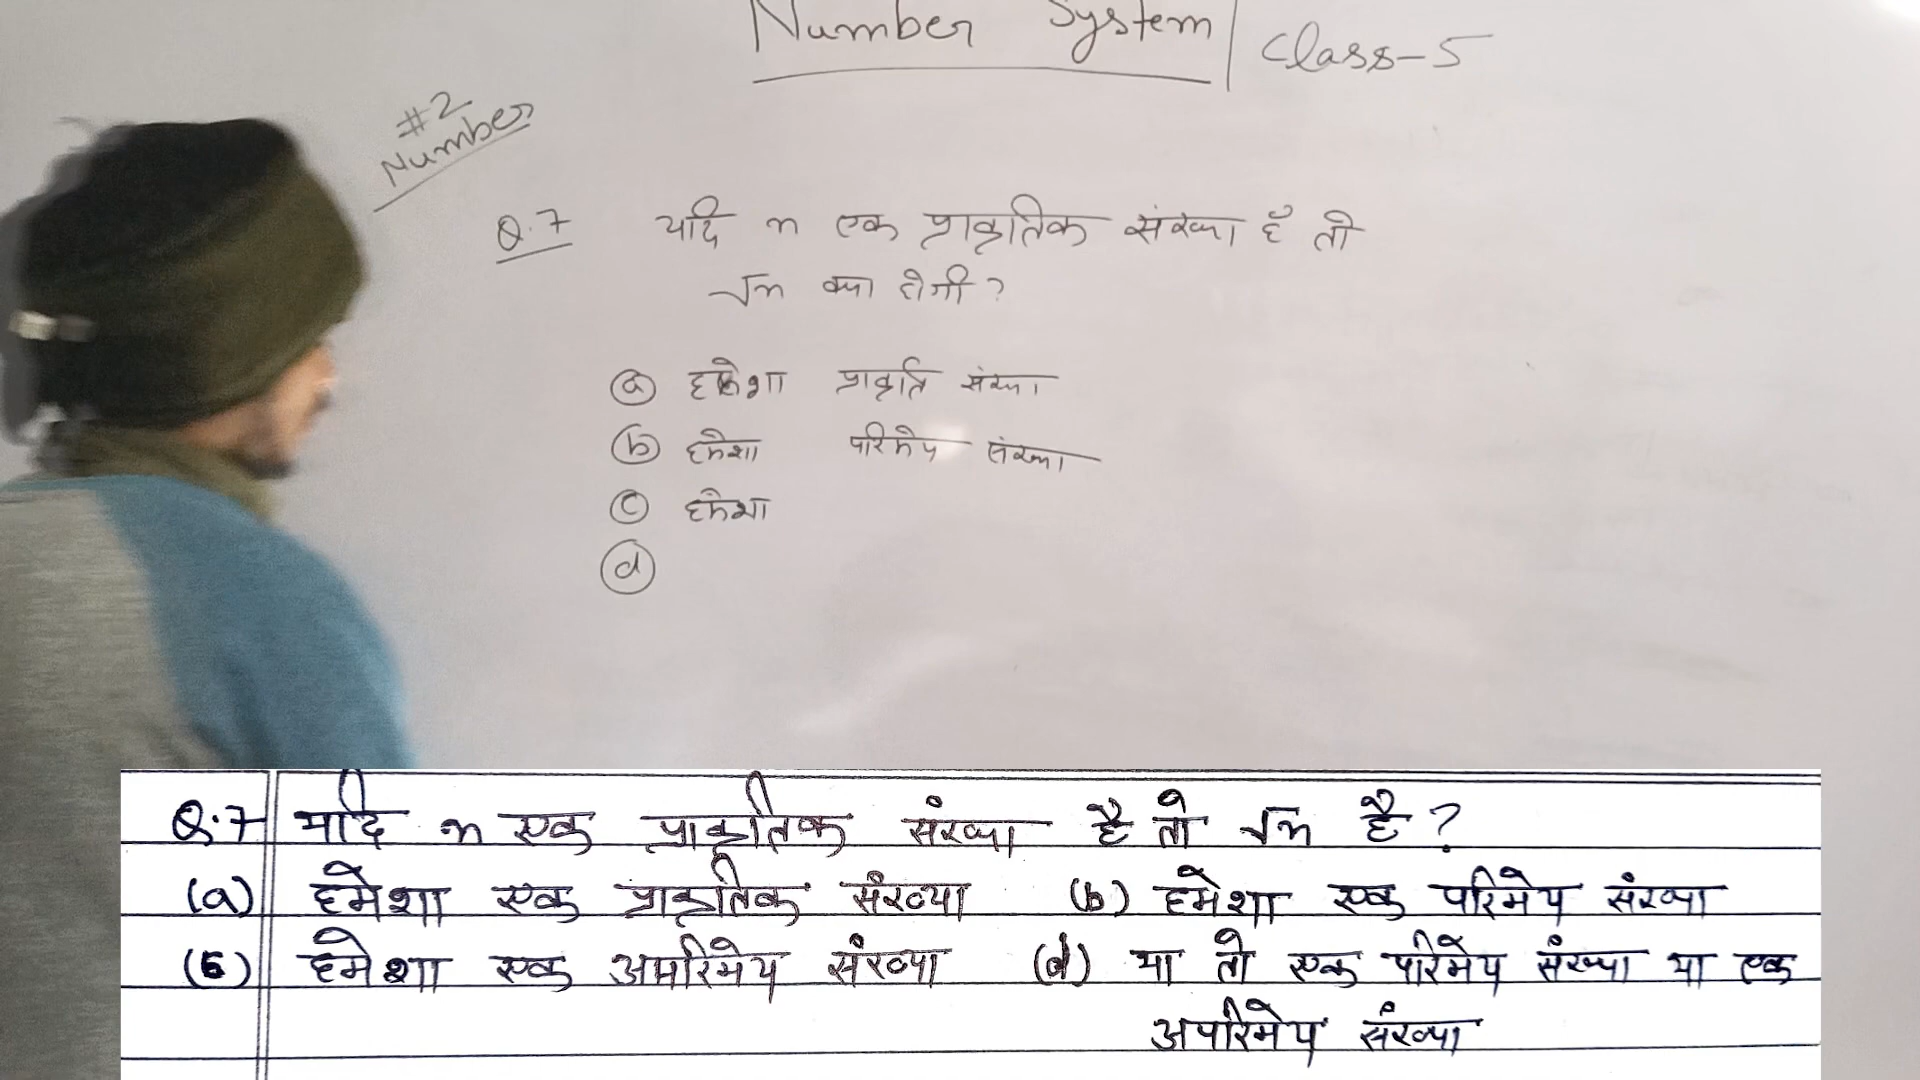 Number System | Class-5
#2
Number
Q.7 यदि n एक प्राकृतिक संख्या है तो
√n क्या होगी ?
(a) हमेशा प्राकृति संख्या
(b) हमेशा परिमेय संख्या
(c) हमेशा
(d)
Q.7 यदि n एक प्राकृतिक संख्या है तो √n है ?
(a) हमेशा एक प्राकृतिक संख्या (b) हमेशा एक परिमेय संख्या
(c) हमेशा एक अपरिमेय संख्या (d) या तो एक परिमेय संख्या या एक
अपरिमेय संख्या